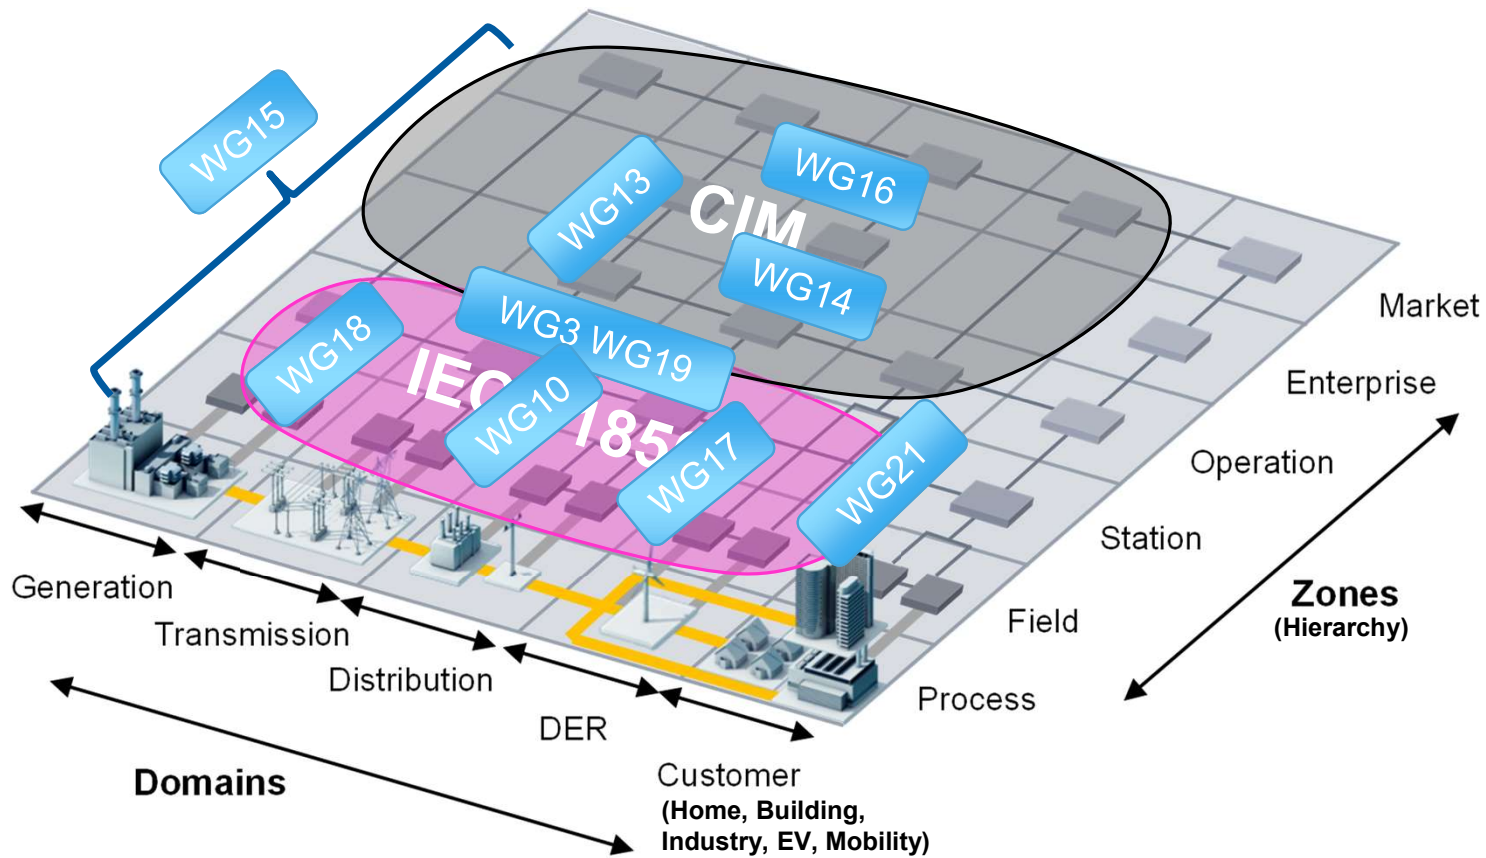 WG15
WG16
WG13
CIM
WG14
WG3 WG19
WG18
IEC
WG10
185
WG17
WG21
Market
Enterprise
Operation
Station
Field
Process
Zones
(Hierarchy)
Generation
Transmission
Distribution
DER
Customer
(Home, Building,
Industry, EV, Mobility)
Domains